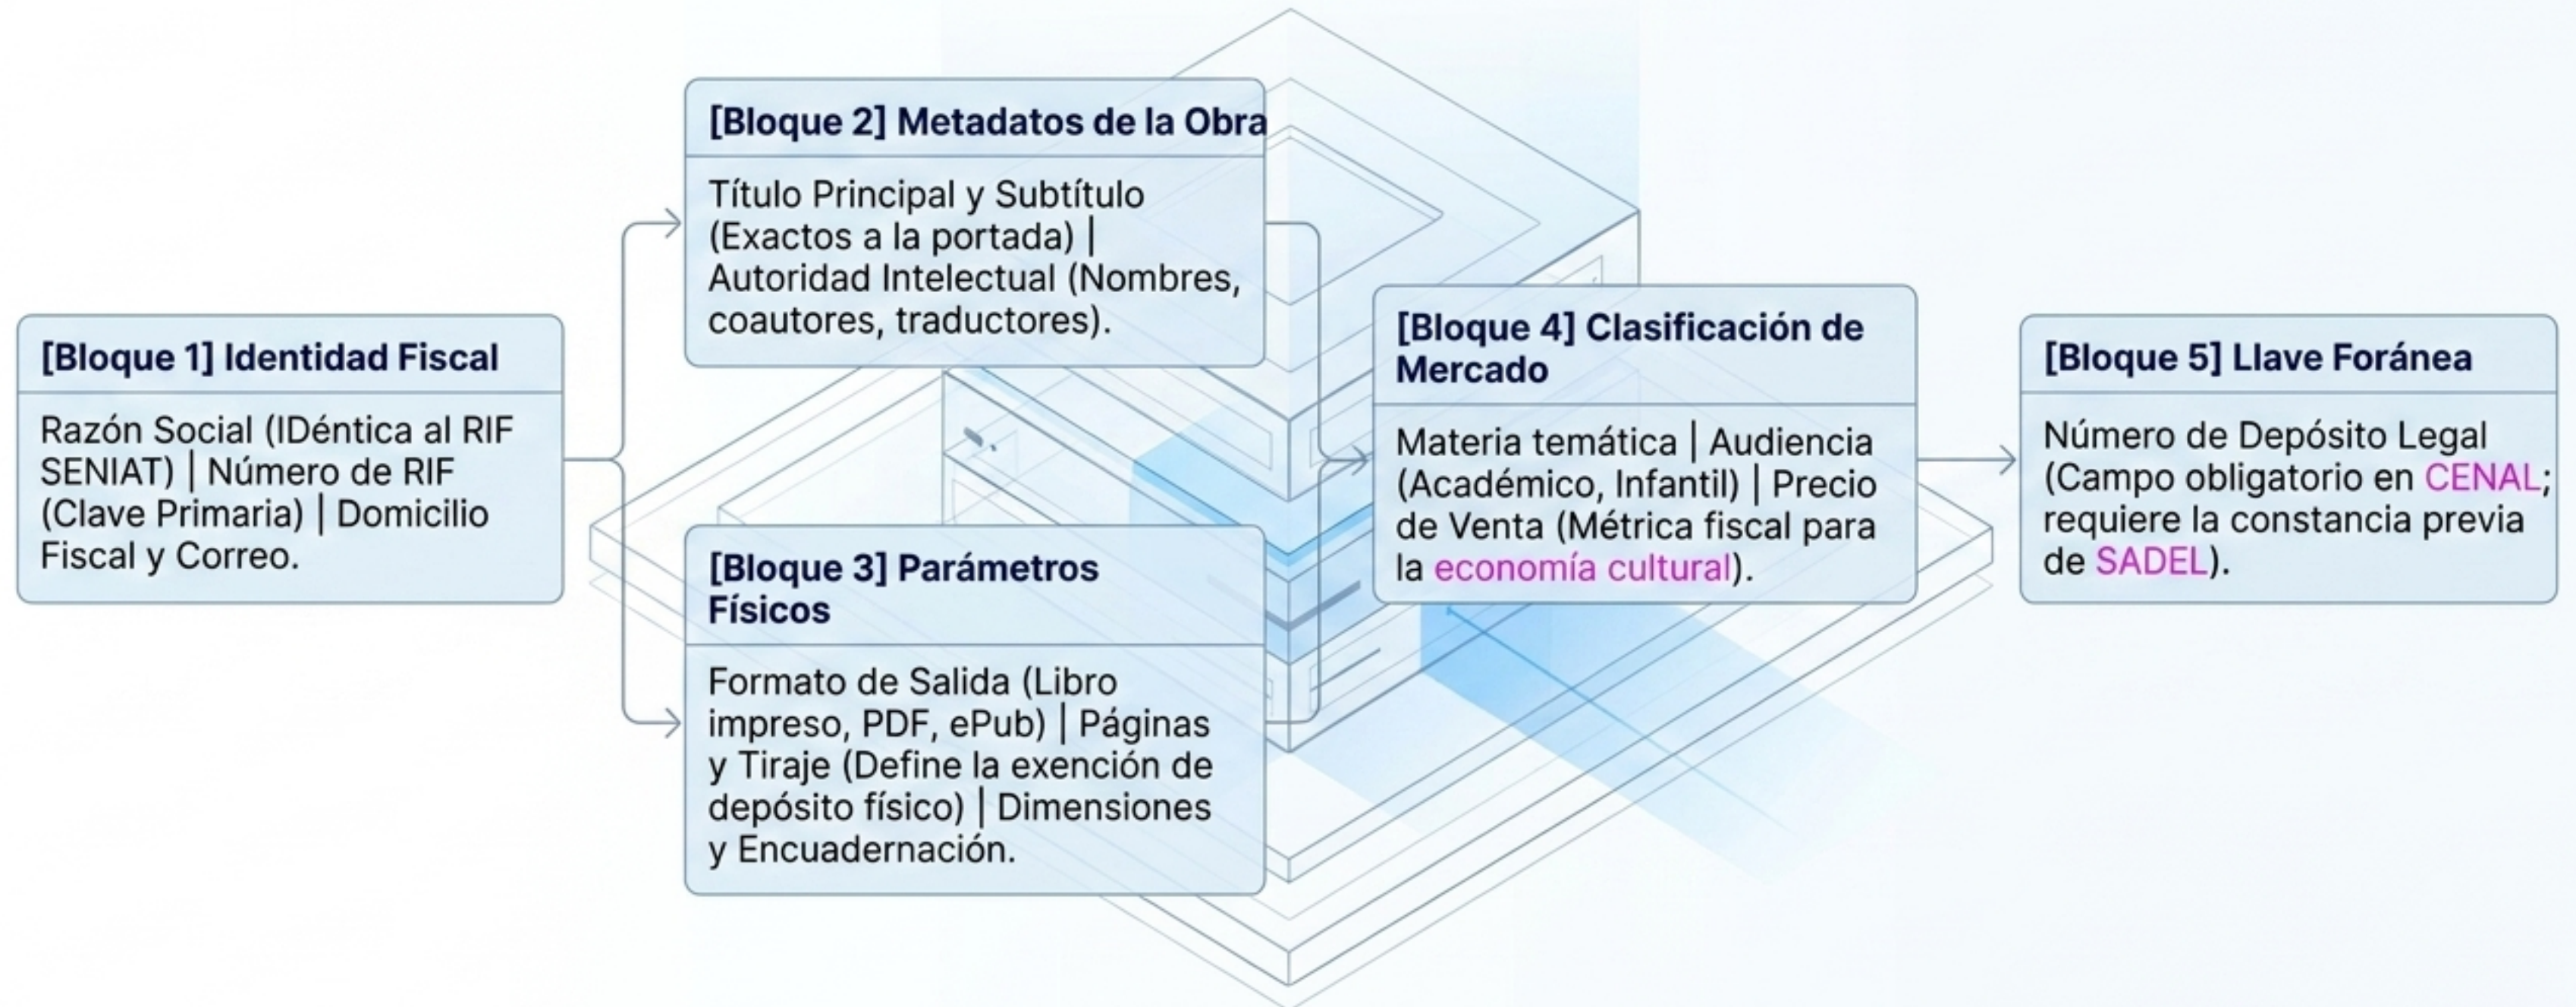 [Bloque 1] Identidad Fiscal
Razón Social (IDéntica al RIF
SENIAT) | Número de RIF
(Clave Primaria) | Domicilio
Fiscal y Correo.
[Bloque 2] Metadatos de la Obra
Título Principal y Subtítulo
(Exactos a la portada) |
Autoridad Intelectual (Nombres,
coautores, traductores).
[Bloque 3] Parámetros
Físicos
Formato de Salida (Libro
impreso, PDF, ePub) | Páginas
y Tiraje (Define la exención de
depósito físico) | Dimensiones
y Encuadernación.
[Bloque 4] Clasificación de
Mercado
Materia temática | Audiencia
(Académico, Infantil) | Precio
de Venta (Métrica fiscal para
la economía cultural).
[Bloque 5] Llave Foránea
Número de Depósito Legal
(Campo obligatorio en CENAL;
requiere la constancia previa
de SADEL).